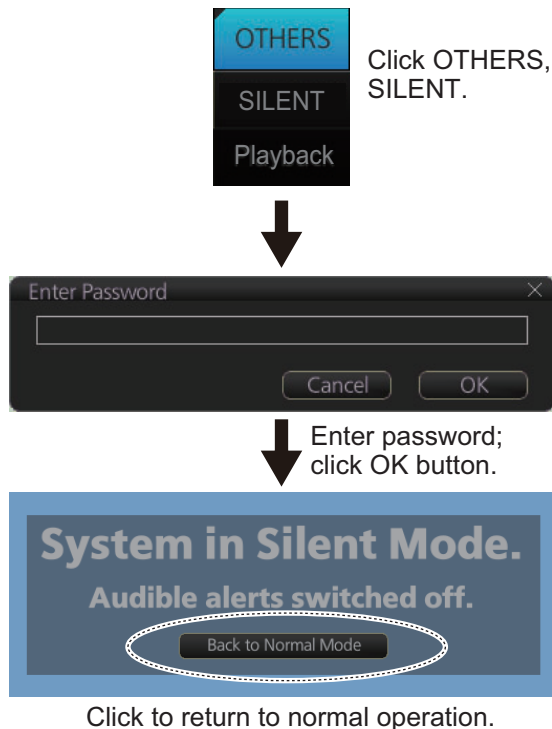 OTHERS
Click OTHERS,
SILENT.
SILENT
Playback
Enter Password
Cancel
OK
Enter password;
click OK button.
System in Silent Mode.
Audible alerts switched off.
Back to Normal Mode
Click to return to normal operation.